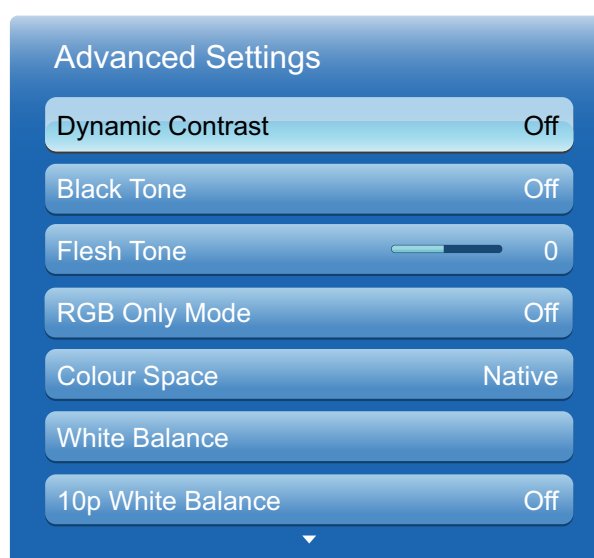 Advanced Settings
Dynamic Contrast Off
Black Tone Off
Flesh Tone 0
RGB Only Mode Off
Colour Space Native
White Balance
10p White Balance Off